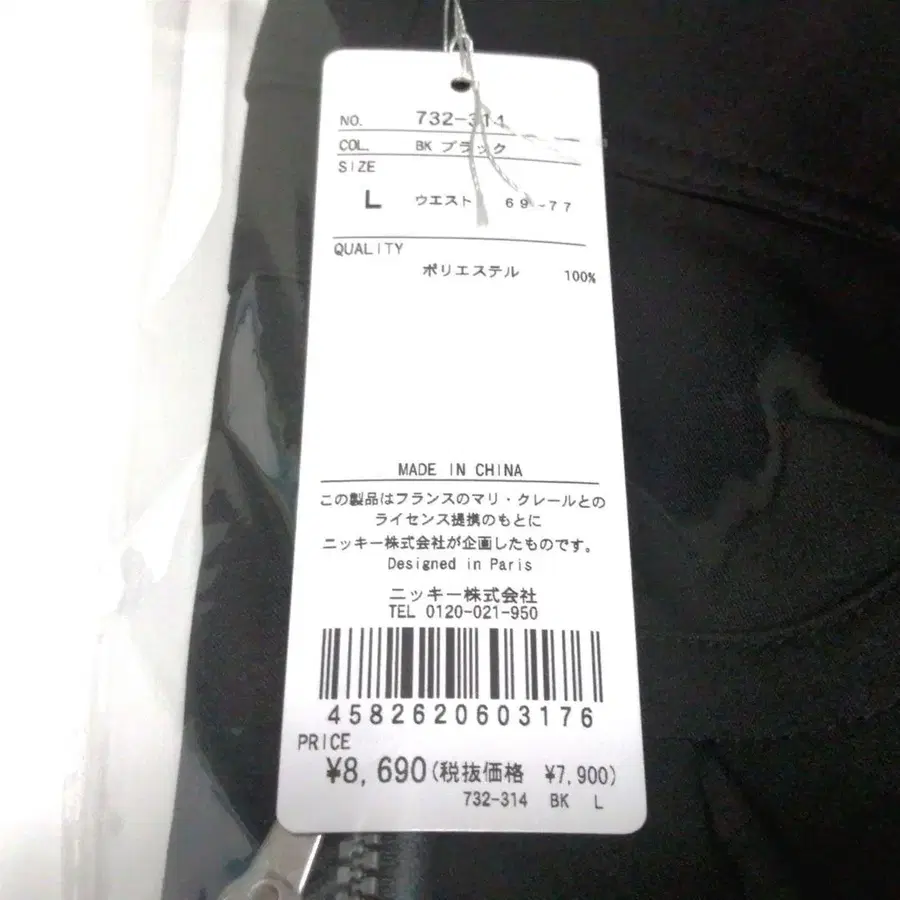 NO. 732-314
COL. BK ブラック
SIZE
L ウエスト 69-77
QUALITY
ポリエステル 100%
MADE IN CHINA
この製品はフランスのマリ・クレールとの
ライセンス提携のもとに
ニッキー株式会社が企画したものです。
Designed in Paris
ニッキー株式会社
TEL 0120-021-950
4582620603176
PRICE
¥8,690(税抜価格 ¥7,900)
732-314 BK L